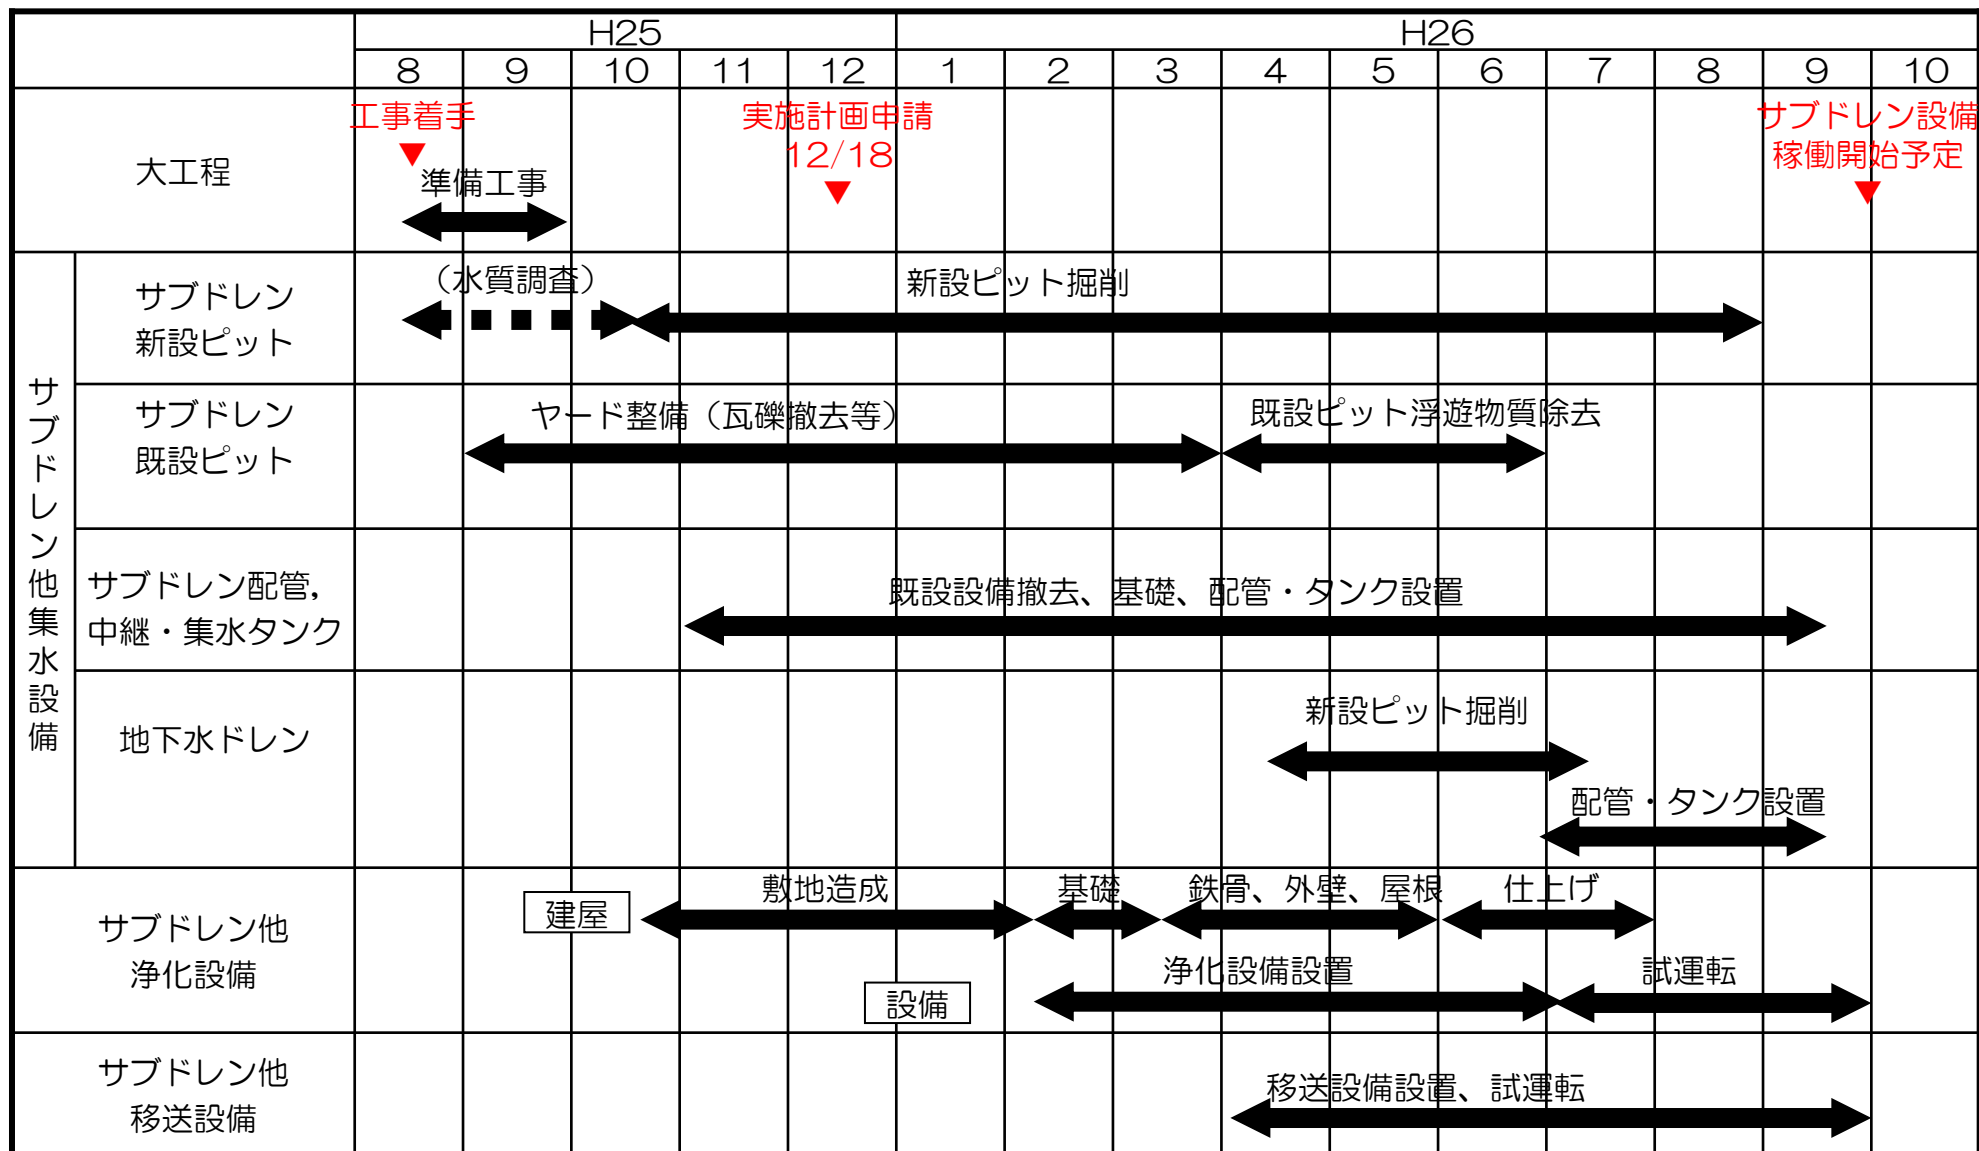 H25
H26
8 9 10 11 12 1 2 3 4 5 6 7 8 9 10
大工程
工事着手
準備工事
実施計画申請
12/18
サブドレン設備
稼働開始予定
サブドレン他集水設備
サブドレン
新設ピット
（水質調査）
新設ピット掘削
サブドレン
既設ピット
ヤード整備（瓦礫撤去等）
既設ピット浮遊物質除去
サブドレン配管，
中継・集水タンク
既設設備撤去、基礎、配管・タンク設置
地下水ドレン
新設ピット掘削
配管・タンク設置
サブドレン他
浄化設備
建屋
敷地造成
基礎
鉄骨、外壁、屋根
仕上げ
設備
浄化設備設置
試運転
サブドレン他
移送設備
移送設備設置、試運転